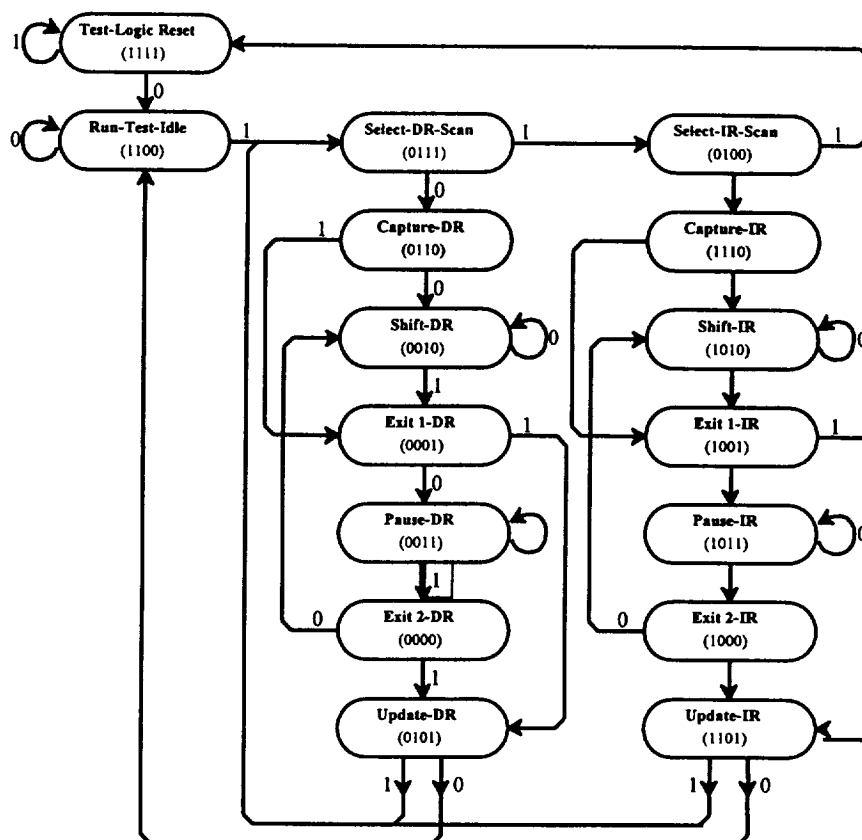 Test-Logic Reset
(1111)
1
0
Run-Test-Idle
(1100)
0
1
Select-DR-Scan
(0111)
1
0
Select-IR-Scan
(0100)
1
Capture-DR
(0110)
1
0
Capture-IR
(1110)
Shift-DR
(0010)
0
1
Shift-IR
(1010)
0
Exit 1-DR
(0001)
1
0
Exit 1-IR
(1001)
1
Pause-DR
(0011)
1
Pause-IR
(1011)
0
Exit 2-DR
(0000)
0
1
Exit 2-IR
(1000)
0
Update-DR
(0101)
1
0
Update-IR
(1101)
1
0